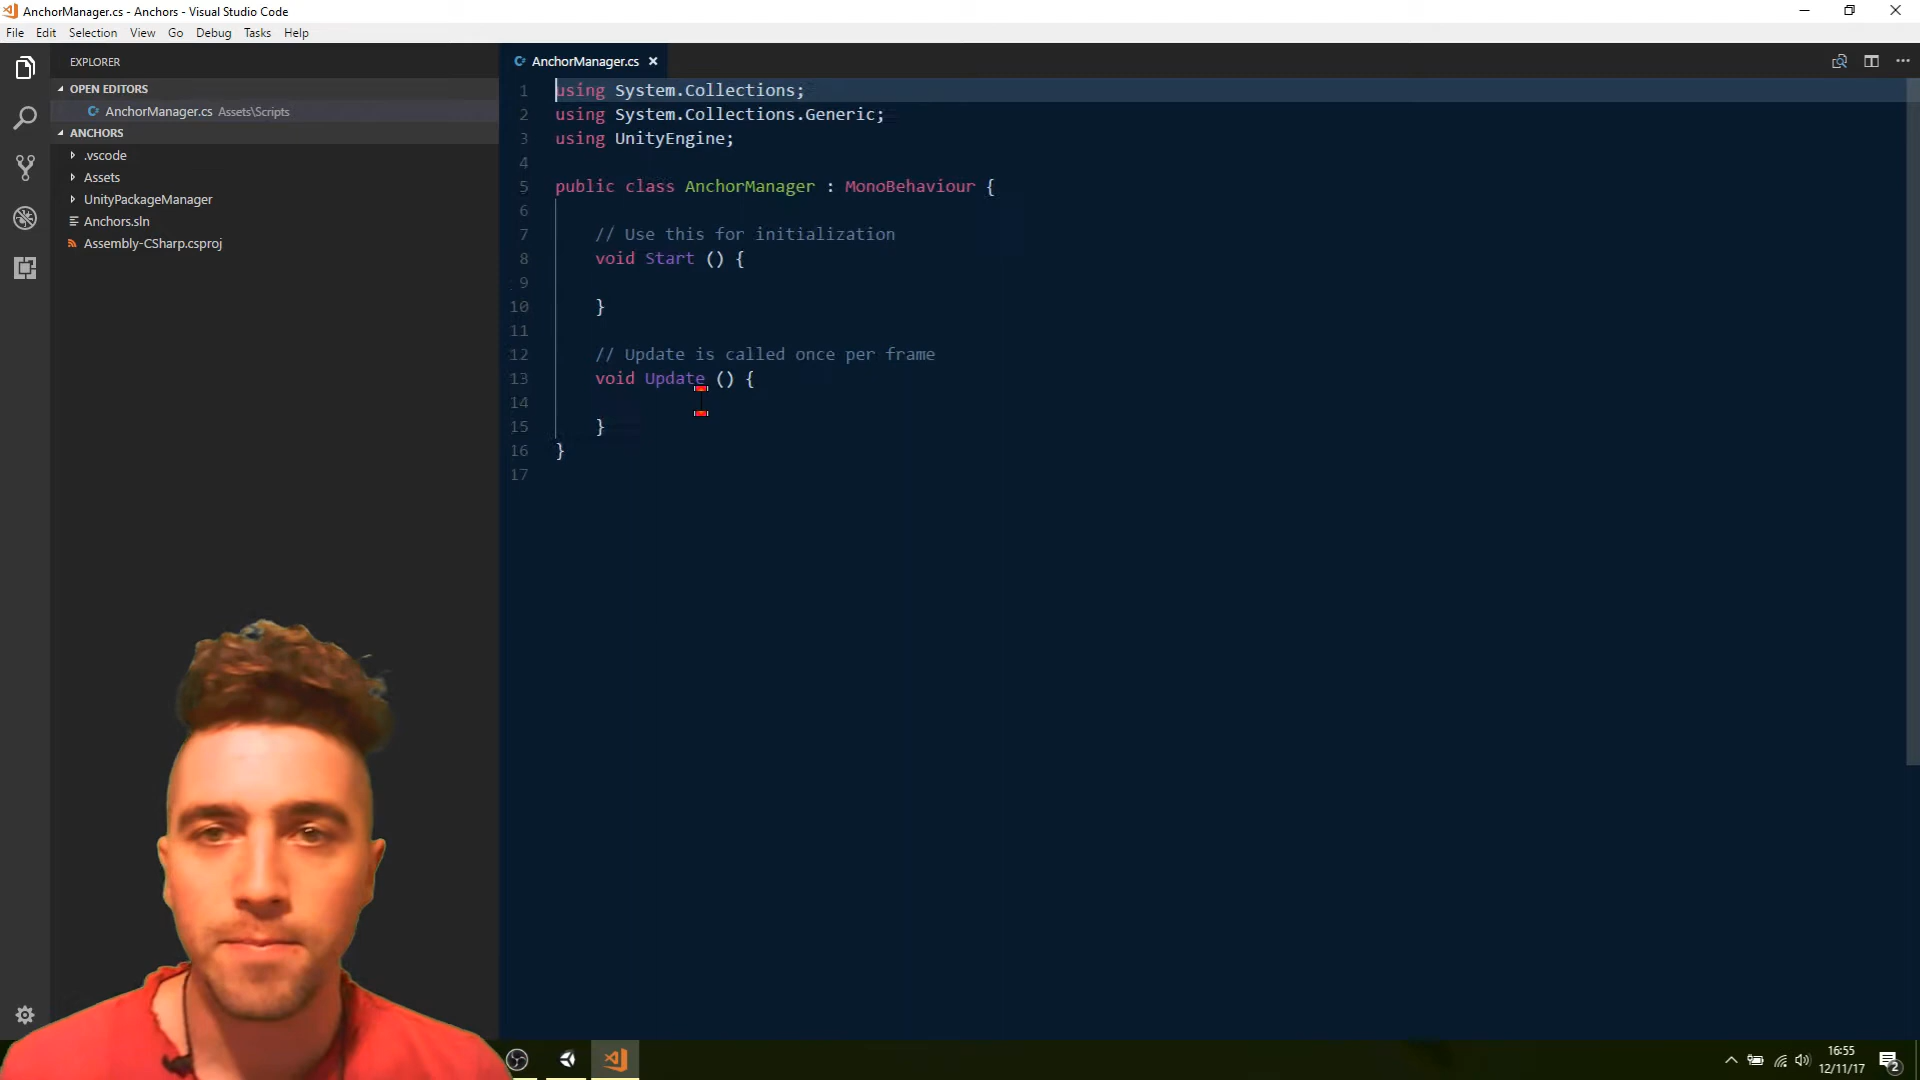 AnchorManager.cs - Anchors - Visual Studio Code
File Edit Selection View Go Debug Tasks Help
EXPLORER
OPEN EDITORS
AnchorManager.cs Assets\Scripts
ANCHORS
.vscode
Assets
UnityPackageManager
Anchors.sln
Assembly-CSharp.csproj
AnchorManager.cs
1 using System.Collections;
2 using System.Collections.Generic;
3 using UnityEngine;
4
5 public class AnchorManager : MonoBehaviour {
6
7 // Use this for initialization
8 void Start () {
9
10 }
11
12 // Update is called once per frame
13 void Update () {
14
15 }
16 }
17
16:55
12/11/17
2